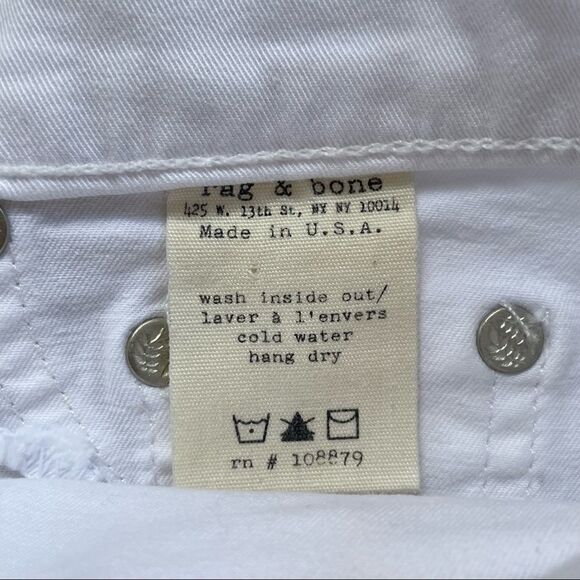 rag & bone
425 W. 13th St, NY NY 10014
Made in U.S.A.
wash inside out/
laver à l'envers
cold water
hang dry
rn # 108879